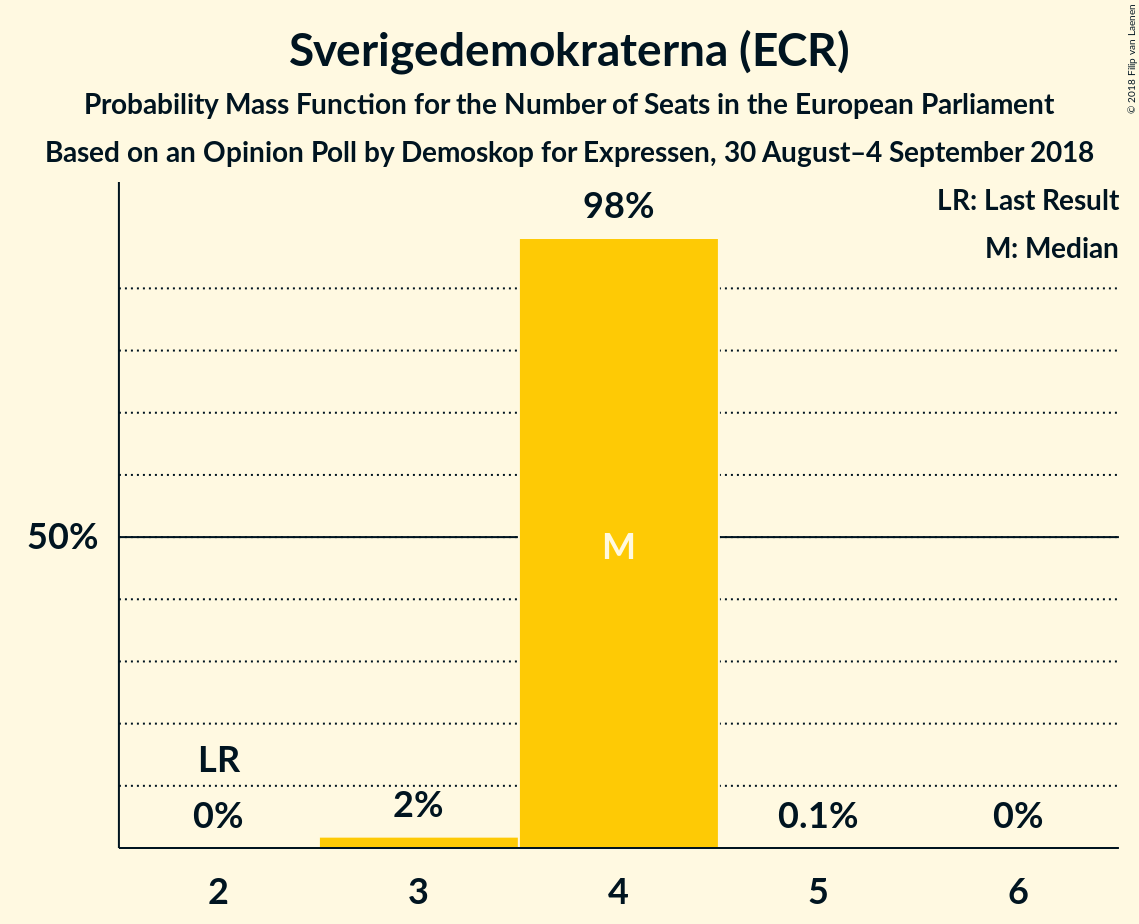 Sverigedemokraterna (ECR)
Probability Mass Function for the Number of Seats in the European Parliament
Based on an Opinion Poll by Demoskop for Expressen, 30 August–4 September 2018
© 2018 Filip van Laenen
LR: Last Result
M: Median
98%
50%
M
LR
0%
2%
0.1%
0%
2
3
4
5
6